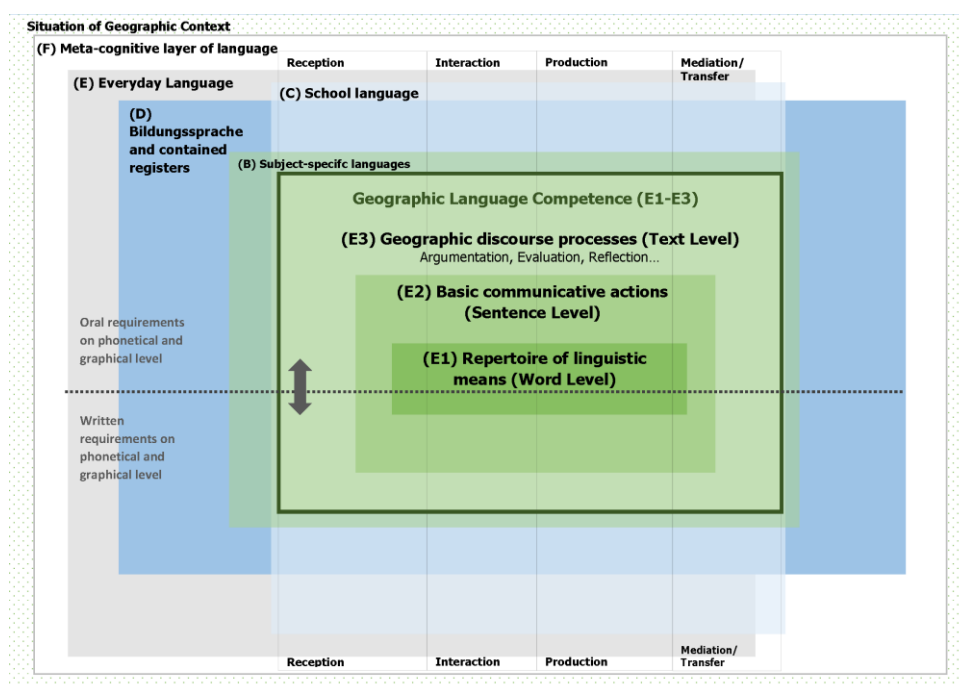 Situation of Geographic Context
(F) Meta-cognitive layer of language
Reception
Interaction
Production
Mediation/
Transfer
(E) Everyday Language
(C) School language
(D)
Bildungssprache
and contained
registers
(B) Subject-specifc languages
Geographic Language Competence (E1-E3)
(E3) Geographic discourse processes (Text Level)
Argumentation, Evaluation, Reflection...
(E2) Basic communicative actions
(Sentence Level)
Oral requirements
on phonetical and
graphical level
(E1) Repertoire of linguistic
means (Word Level)
Written
requirements on
phonetical and
graphical level
Reception
Interaction
Production
Mediation/
Transfer